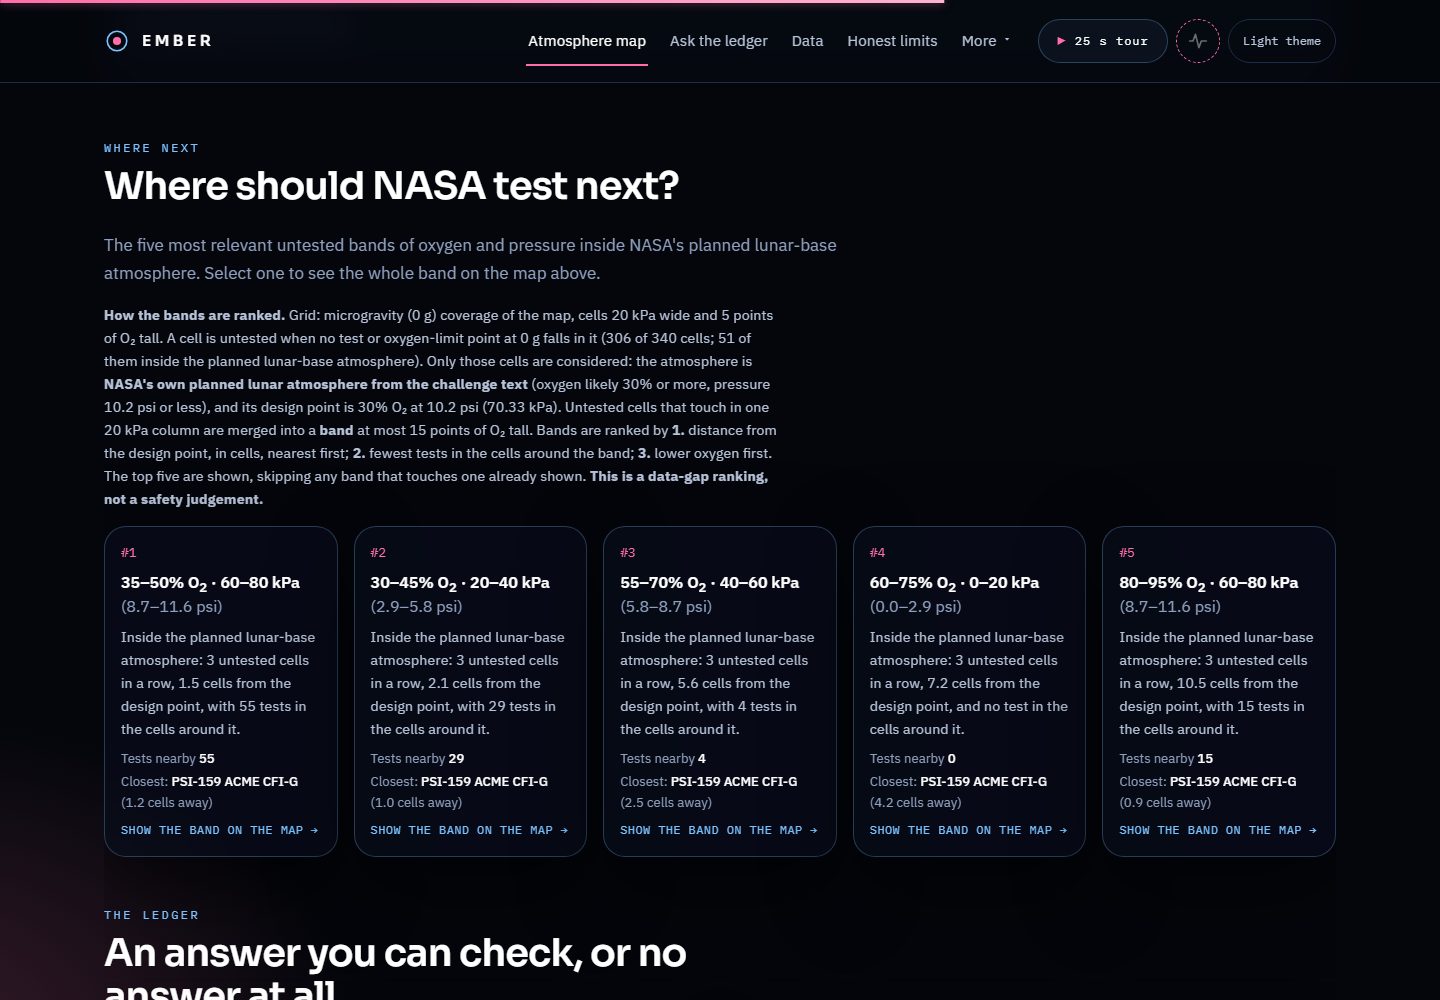 EMBER
Atmosphere map
Ask the ledger
Data
Honest limits
More
▶ 25 s tour
Light theme
WHERE NEXT
Where should NASA test next?
The five most relevant untested bands of oxygen and pressure inside NASA's planned lunar-base
atmosphere. Select one to see the whole band on the map above.
How the bands are ranked. Grid: microgravity (0 g) coverage of the map, cells 20 kPa wide and 5 points
of O₂ tall. A cell is untested when no test or oxygen-limit point at 0 g falls in it (306 of 340 cells; 51 of
them inside the planned lunar-base atmosphere). Only those cells are considered: the atmosphere is
NASA's own planned lunar atmosphere from the challenge text (oxygen likely 30% or more, pressure
10.2 psi or less), and its design point is 30% O₂ at 10.2 psi (70.33 kPa). Untested cells that touch in one
20 kPa column are merged into a band at most 15 points of O₂ tall. Bands are ranked by 1. distance from
the design point, in cells, nearest first; 2. fewest tests in the cells around the band; 3. lower oxygen first.
The top five are shown, skipping any band that touches one already shown. This is a data-gap ranking,
not a safety judgement.
#1
35–50% O₂ · 60–80 kPa
(8.7–11.6 psi)
Inside the planned lunar-base
atmosphere: 3 untested cells
in a row, 1.5 cells from the
design point, with 55 tests in
the cells around it.
Tests nearby 55
Closest: PSI-159 ACME CFI-G
(1.2 cells away)
SHOW THE BAND ON THE MAP →
#2
30–45% O₂ · 20–40 kPa
(2.9–5.8 psi)
Inside the planned lunar-base
atmosphere: 3 untested cells
in a row, 2.1 cells from the
design point, with 29 tests in
the cells around it.
Tests nearby 29
Closest: PSI-159 ACME CFI-G
(1.0 cells away)
SHOW THE BAND ON THE MAP →
#3
55–70% O₂ · 40–60 kPa
(5.8–8.7 psi)
Inside the planned lunar-base
atmosphere: 3 untested cells
in a row, 5.6 cells from the
design point, with 4 tests in
the cells around it.
Tests nearby 4
Closest: PSI-159 ACME CFI-G
(2.5 cells away)
SHOW THE BAND ON THE MAP →
#4
60–75% O₂ · 0–20 kPa
(0.0–2.9 psi)
Inside the planned lunar-base
atmosphere: 3 untested cells
in a row, 7.2 cells from the
design point, and no test in the
cells around it.
Tests nearby 0
Closest: PSI-159 ACME CFI-G
(4.2 cells away)
SHOW THE BAND ON THE MAP →
#5
80–95% O₂ · 60–80 kPa
(8.7–11.6 psi)
Inside the planned lunar-base
atmosphere: 3 untested cells
in a row, 10.5 cells from the
design point, with 15 tests in
the cells around it.
Tests nearby 15
Closest: PSI-159 ACME CFI-G
(0.9 cells away)
SHOW THE BAND ON THE MAP →
THE LEDGER
An answer you can check, or no
answer at all